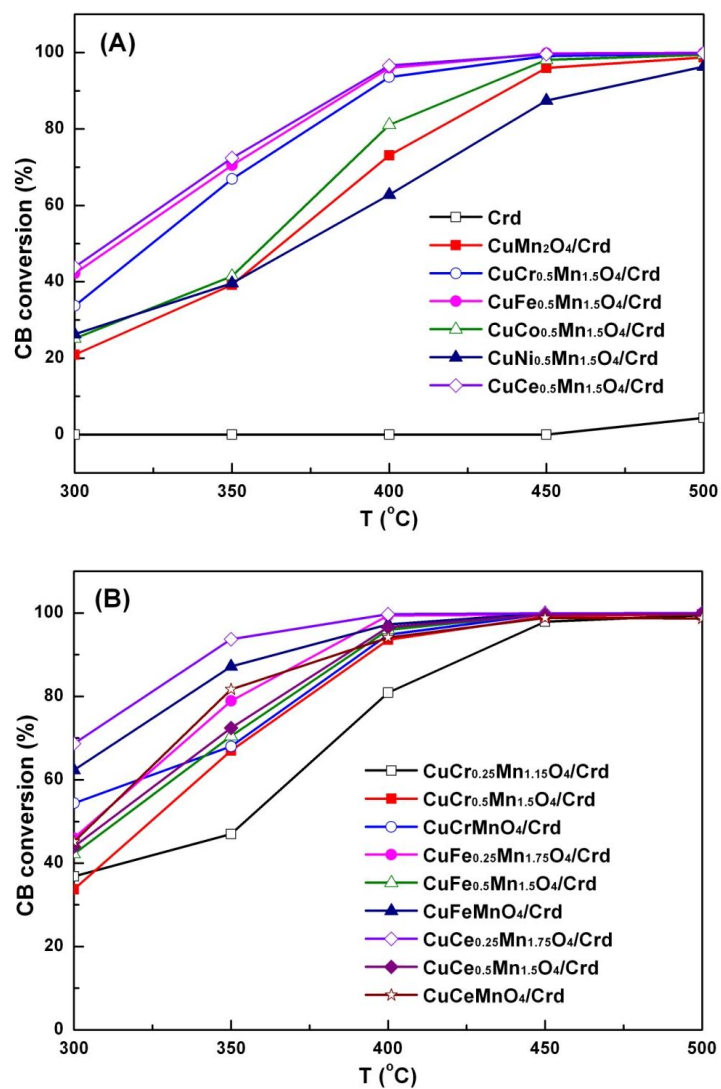 (A)
100
80
60
40
20
0
CB conversion (%)
Crd
CuMn₂O₄/Crd
CuCr₀.₅Mn₁.₅O₄/Crd
CuFe₀.₅Mn₁.₅O₄/Crd
CuCo₀.₅Mn₁.₅O₄/Crd
CuNi₀.₅Mn₁.₅O₄/Crd
CuCe₀.₅Mn₁.₅O₄/Crd
300 350 400 450 500
T (°C)
(B)
100
80
60
40
20
0
CB conversion (%)
CuCr₀.₂₅Mn₁.₁₅O₄/Crd
CuCr₀.₅Mn₁.₅O₄/Crd
CuCrMnO₄/Crd
CuFe₀.₂₅Mn₁.₇₅O₄/Crd
CuFe₀.₅Mn₁.₅O₄/Crd
CuFeMnO₄/Crd
CuCe₀.₂₅Mn₁.₇₅O₄/Crd
CuCe₀.₅Mn₁.₅O₄/Crd
CuCeMnO₄/Crd
300 350 400 450 500
T (°C)